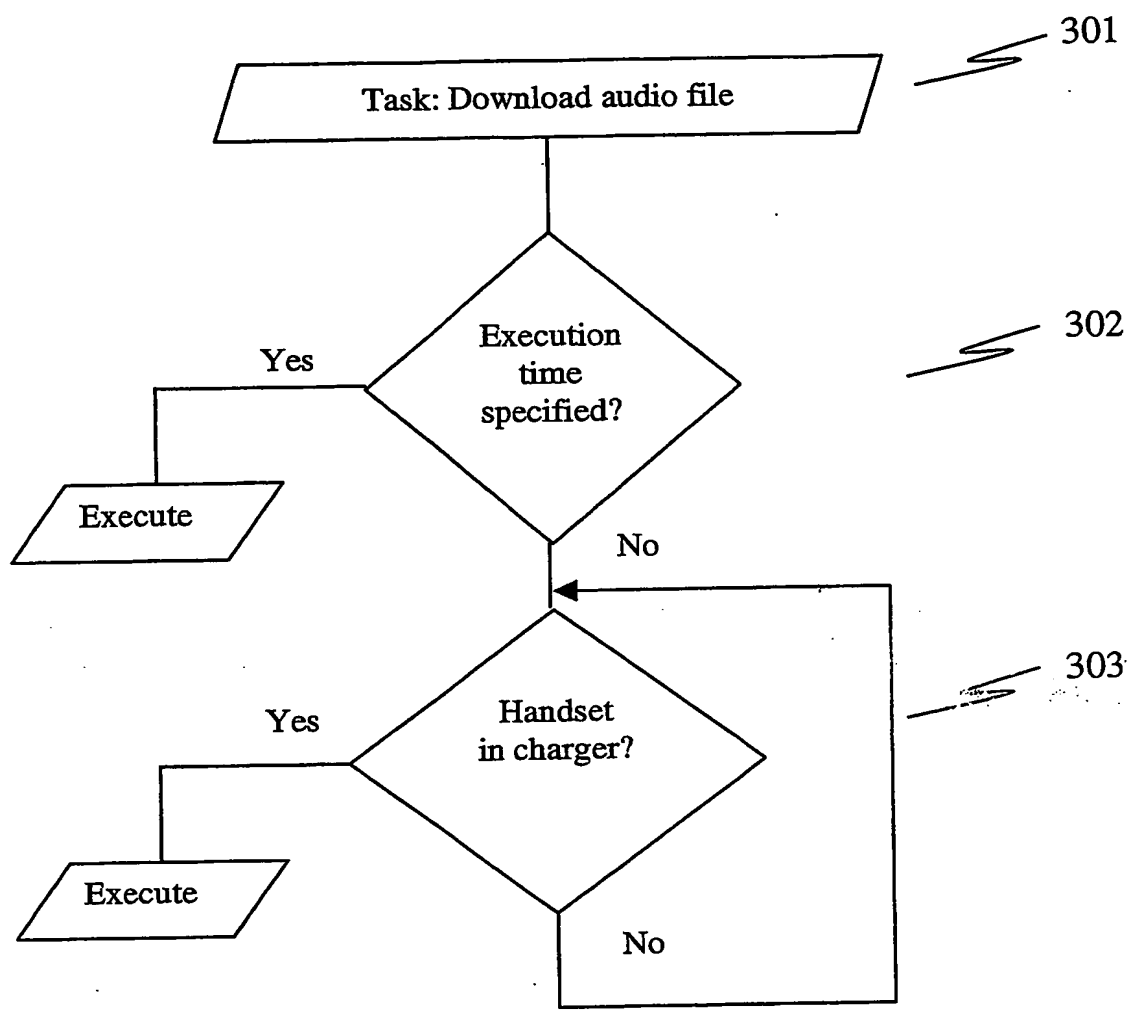 301
Task: Download audio file
302
Execution
time
specified?
Yes
Execute
No
303
Handset
in charger?
Yes
Execute
No